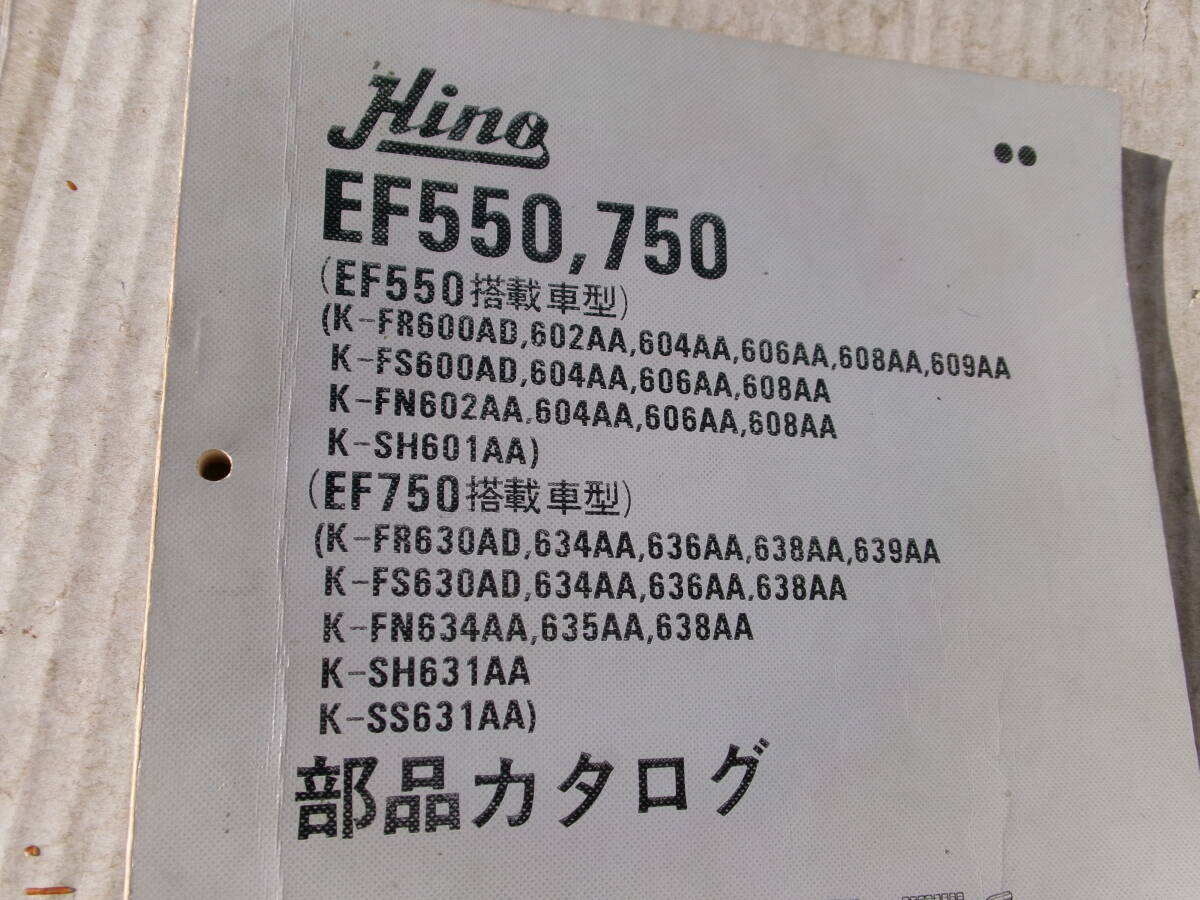 Hino
EF550,750
(EF550搭載車型)
(K-FR600AD,602AA,604AA,606AA,608AA,609AA
K-FS600AD,604AA,606AA,608AA
K-FN602AA,604AA,606AA,608AA
K-SH601AA)
(EF750搭載車型)
(K-FR630AD,634AA,636AA,638AA,639AA
K-FS630AD,634AA,636AA,638AA
K-FN634AA,635AA,638AA
K-SH631AA
K-SS631AA)
部品カタログ